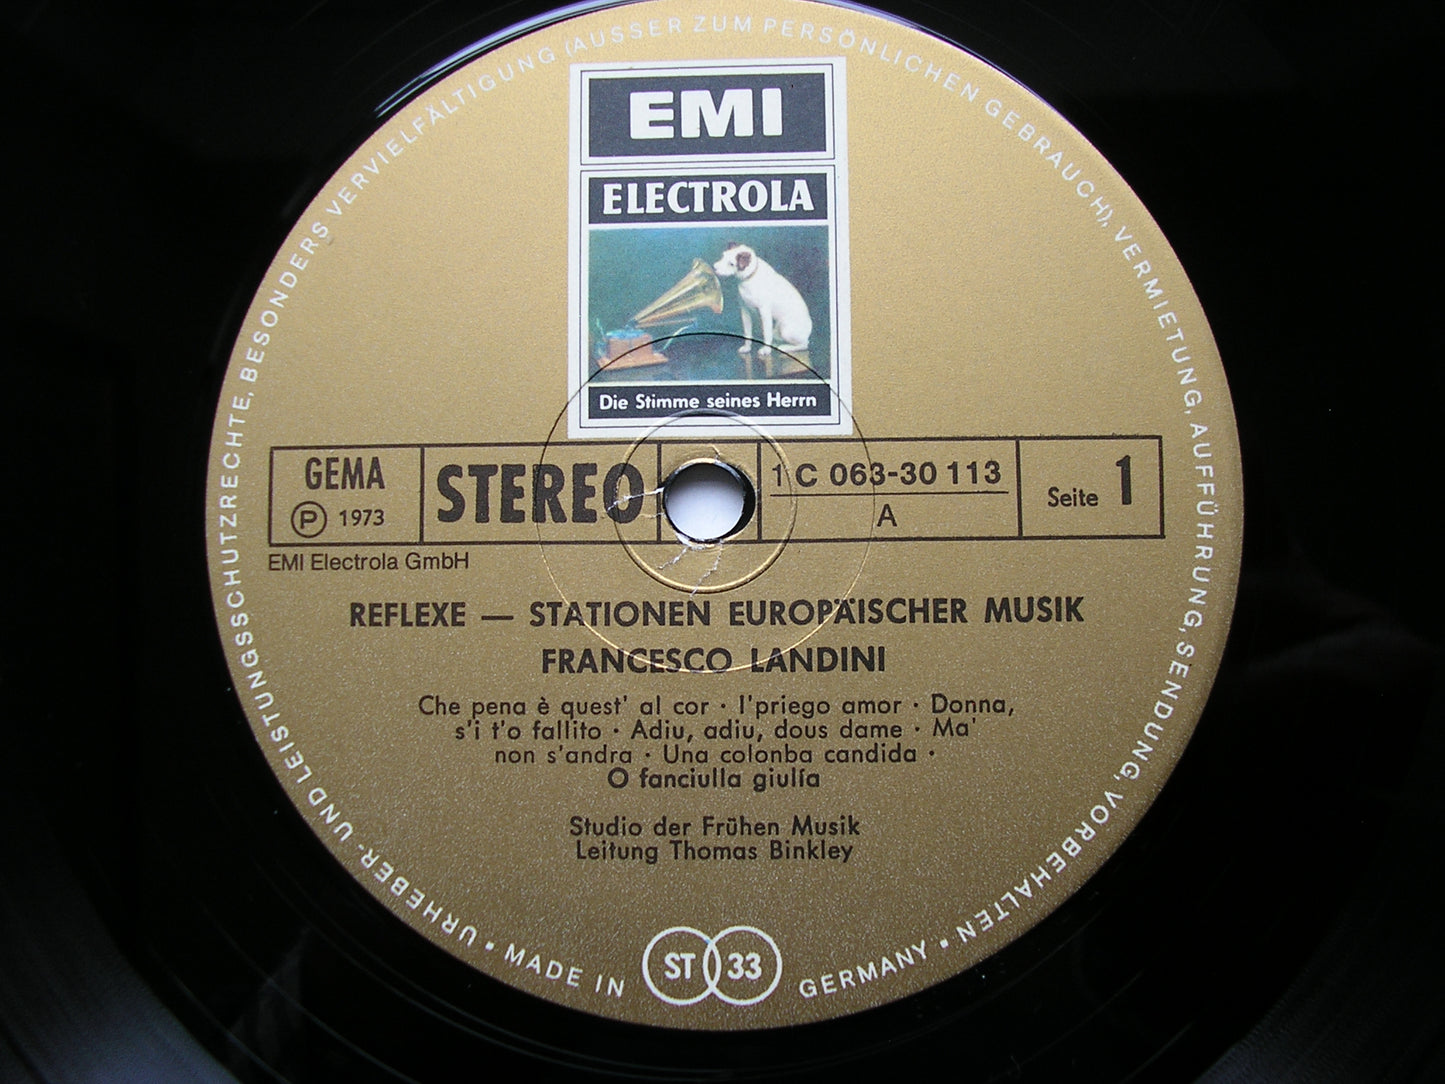 EMI
ELECTROLA
Die Stimme seines Herrn
GEMA
Ⓟ 1973
STEREO
1 C 063-30 113
A
Seite 1
EMI Electrola GmbH
REFLEXE — STATIONEN EUROPÄISCHER MUSIK
FRANCESCO LANDINI
Che pena è quest' al cor · I'priego amor · Donna,
s'i t'o fallito · Adiu, adiu, dous dame · Ma'
non s'andra · Una colonba candida ·
O fanciulla giulía
Studio der Frühen Musik
Leitung Thomas Binkley
ST 33
URHEBER- UND LEISTUNGSSCHUTZRECHTE, BESONDERS VERVIELFÄLTIGUNG (AUSSER ZUM PERSÖNLICHEN GEBRAUCH), VERMIETUNG, AUFFÜHRUNG, SENDUNG, VORBEHALTEN •
MADE IN GERMANY •